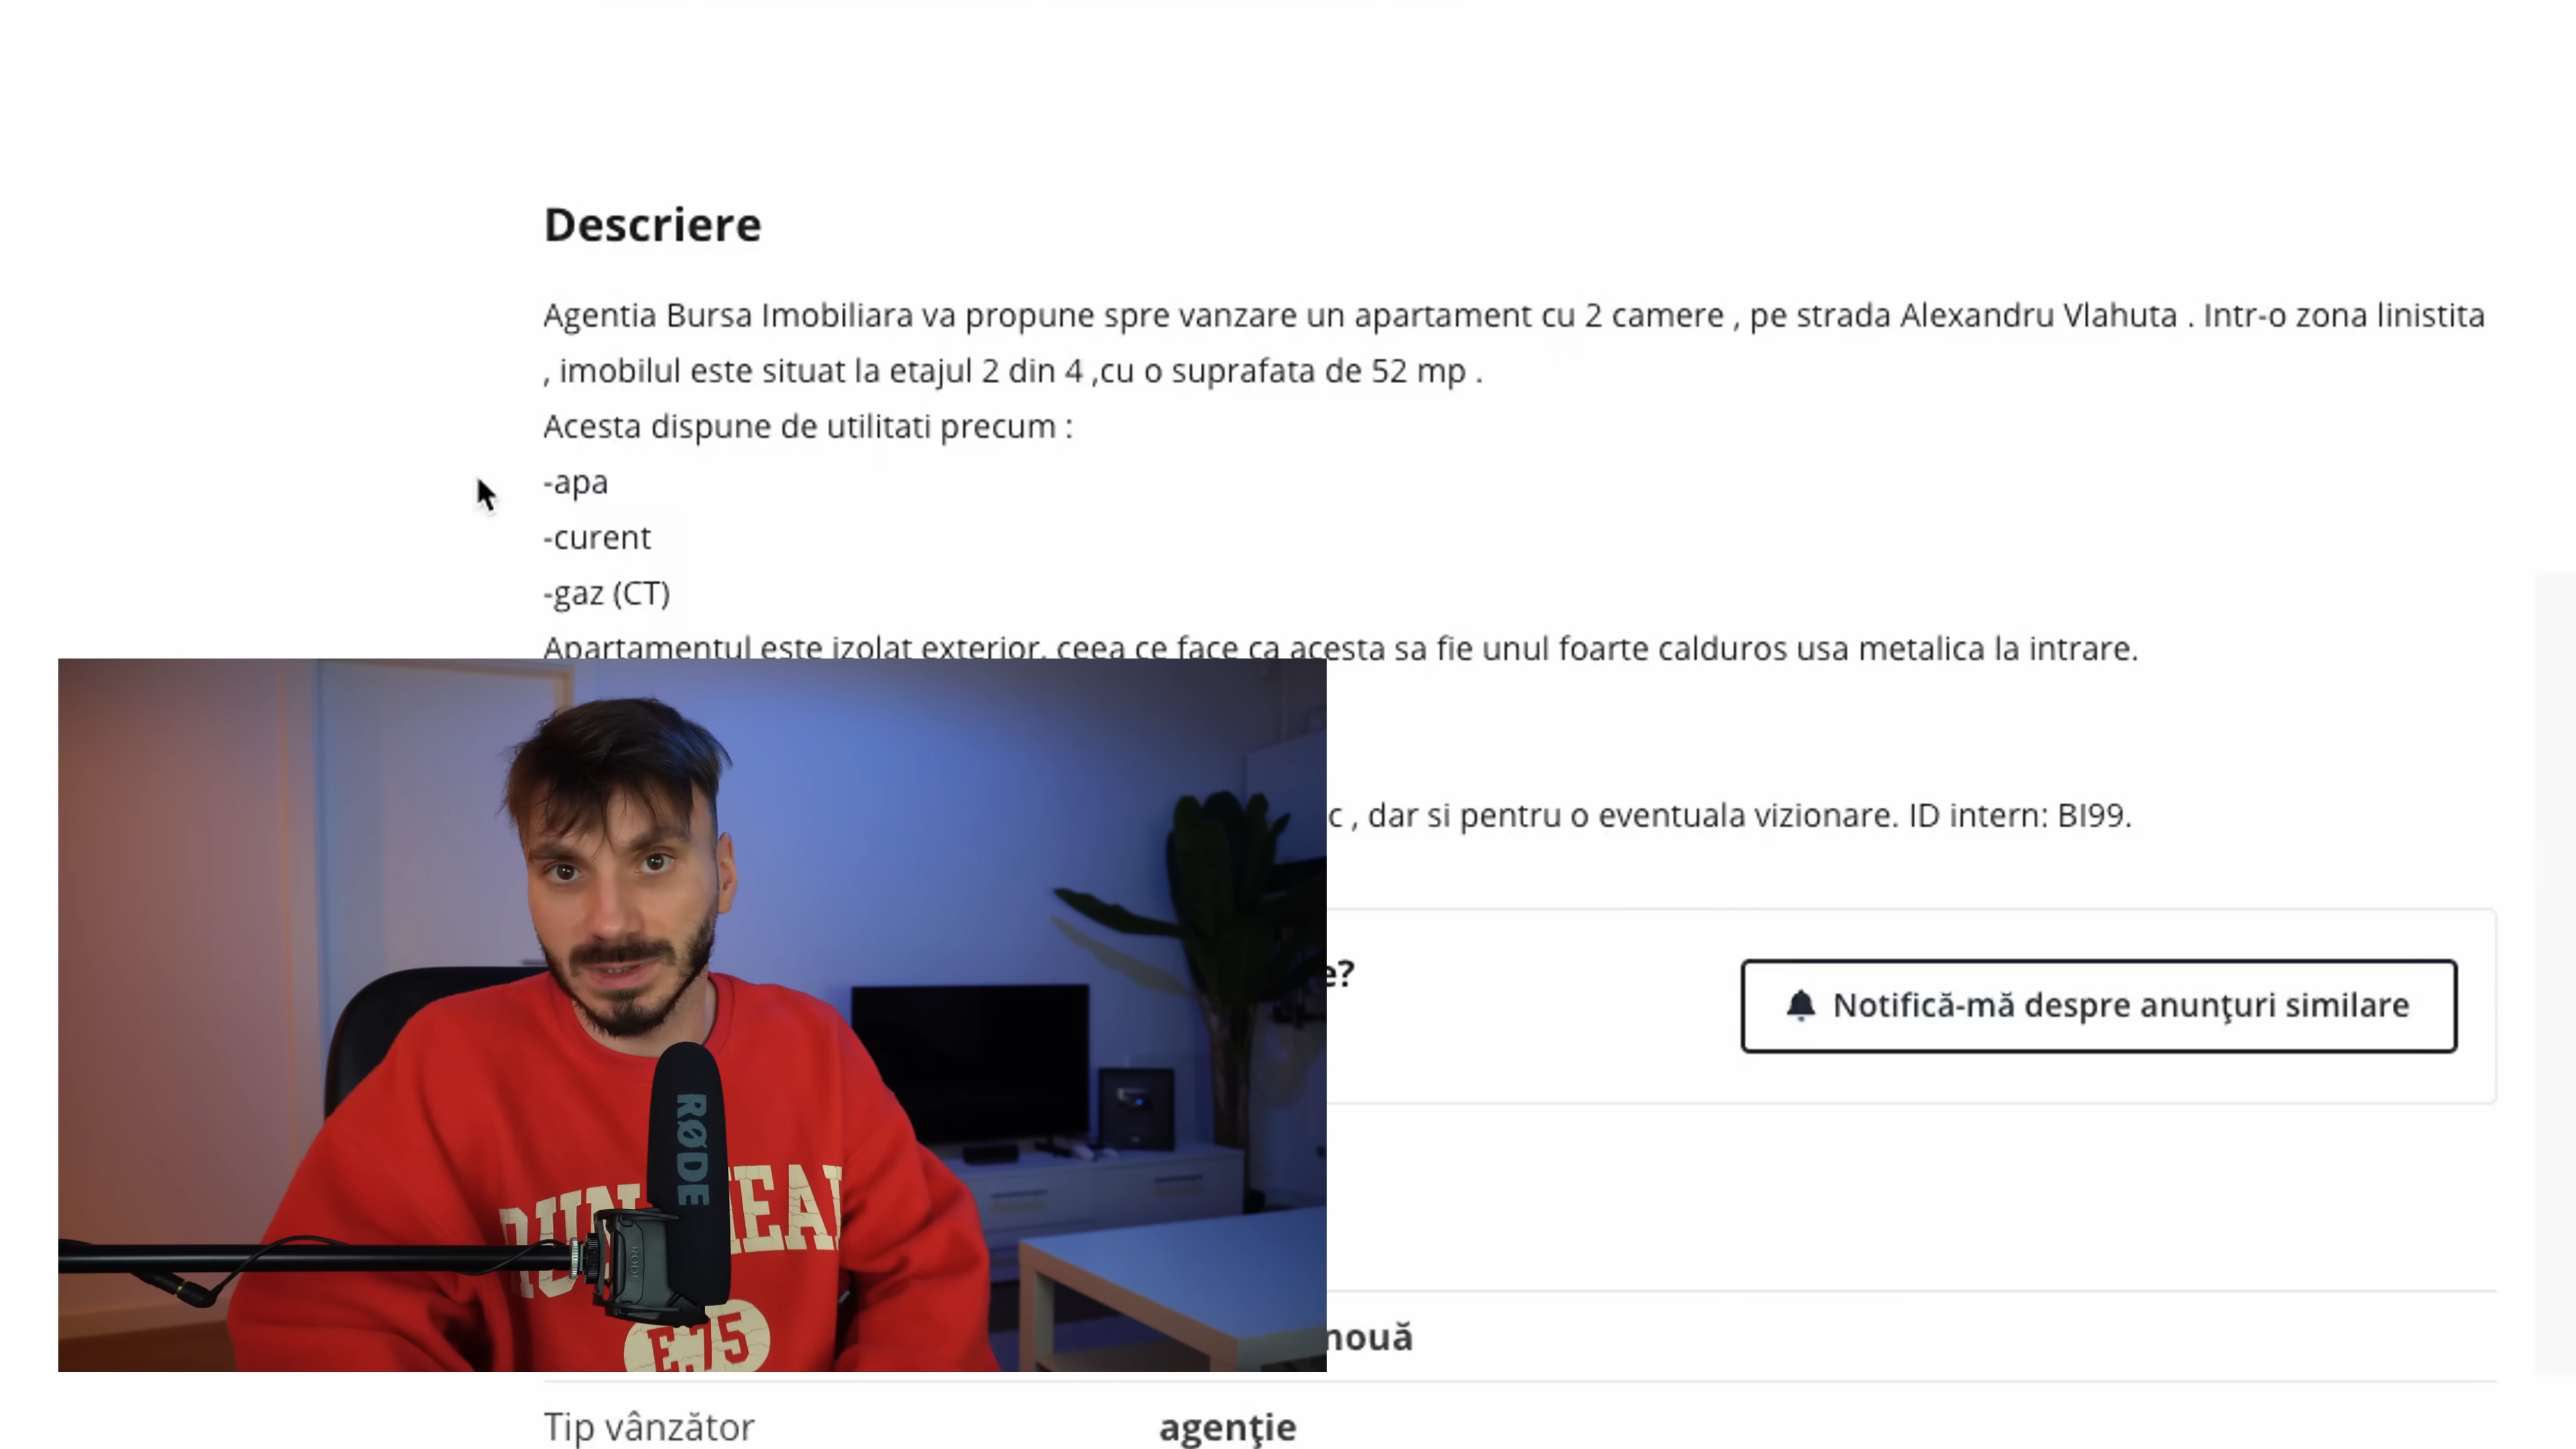 Descriere
Agentia Bursa Imobiliara va propune spre vanzare un apartament cu 2 camere , pe strada Alexandru Vlahuta . Intr-o zona linistita
, imobilul este situat la etajul 2 din 4 ,cu o suprafata de 52 mp .
Acesta dispune de utilitati precum :
-apa
-curent
-gaz (CT)
Apartamentul este izolat exterior, ceea ce face ca acesta sa fie unul foarte calduros usa metalica la intrare.
, dar si pentru o eventuala vizionare. ID intern: BI99.
Notifică-mă despre anunţuri similare
nouă
Tip vânzător agenţie
RØDE